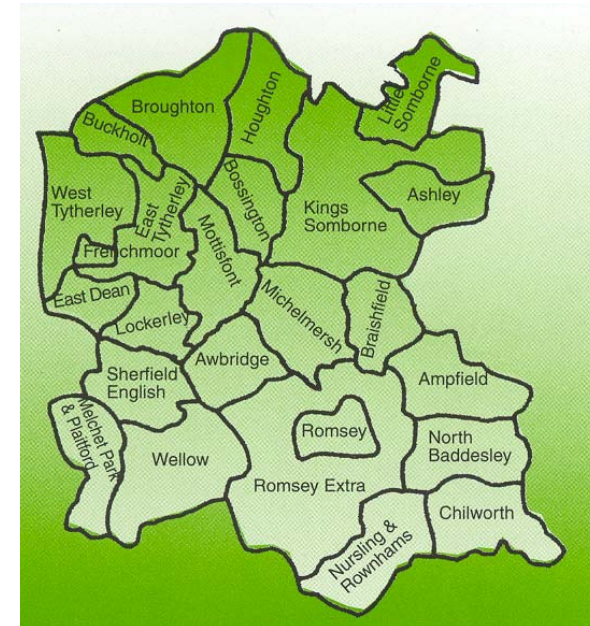 Broughton
Buckholt
Houghton
Little
Somborne
West
Tytherley
East
Tytherley
Bossington
Kings
Somborne
Ashley
Mottisfont
Frenchmoor
East Dean
Lockerley
Michelmersh
Braishfield
Awbridge
Sherfield
English
Ampfield
Melchet Park
& Plaitford
Wellow
Romsey
North
Baddesley
Romsey Extra
Chilworth
Nursling &
Rownhams